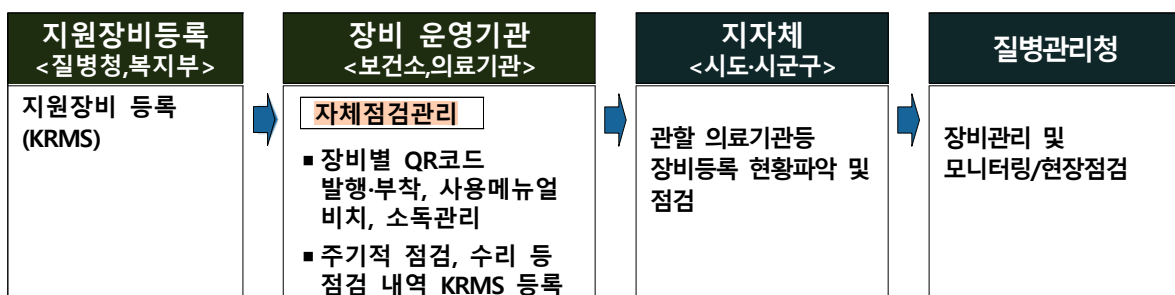 지원장비등록
<질병청,복지부>
지원장비 등록
(KRMS)
장비 운영기관
<보건소,의료기관>
자체점검관리
▪장비별 QR코드
발행·부착, 사용메뉴얼
비치, 소독관리
▪주기적 점검, 수리 등
점검 내역 KRMS 등록
지자체
<시도·시군구>
관할 의료기관등
장비등록 현황파악 및
점검
질병관리청
장비관리 및
모니터링/현장점검